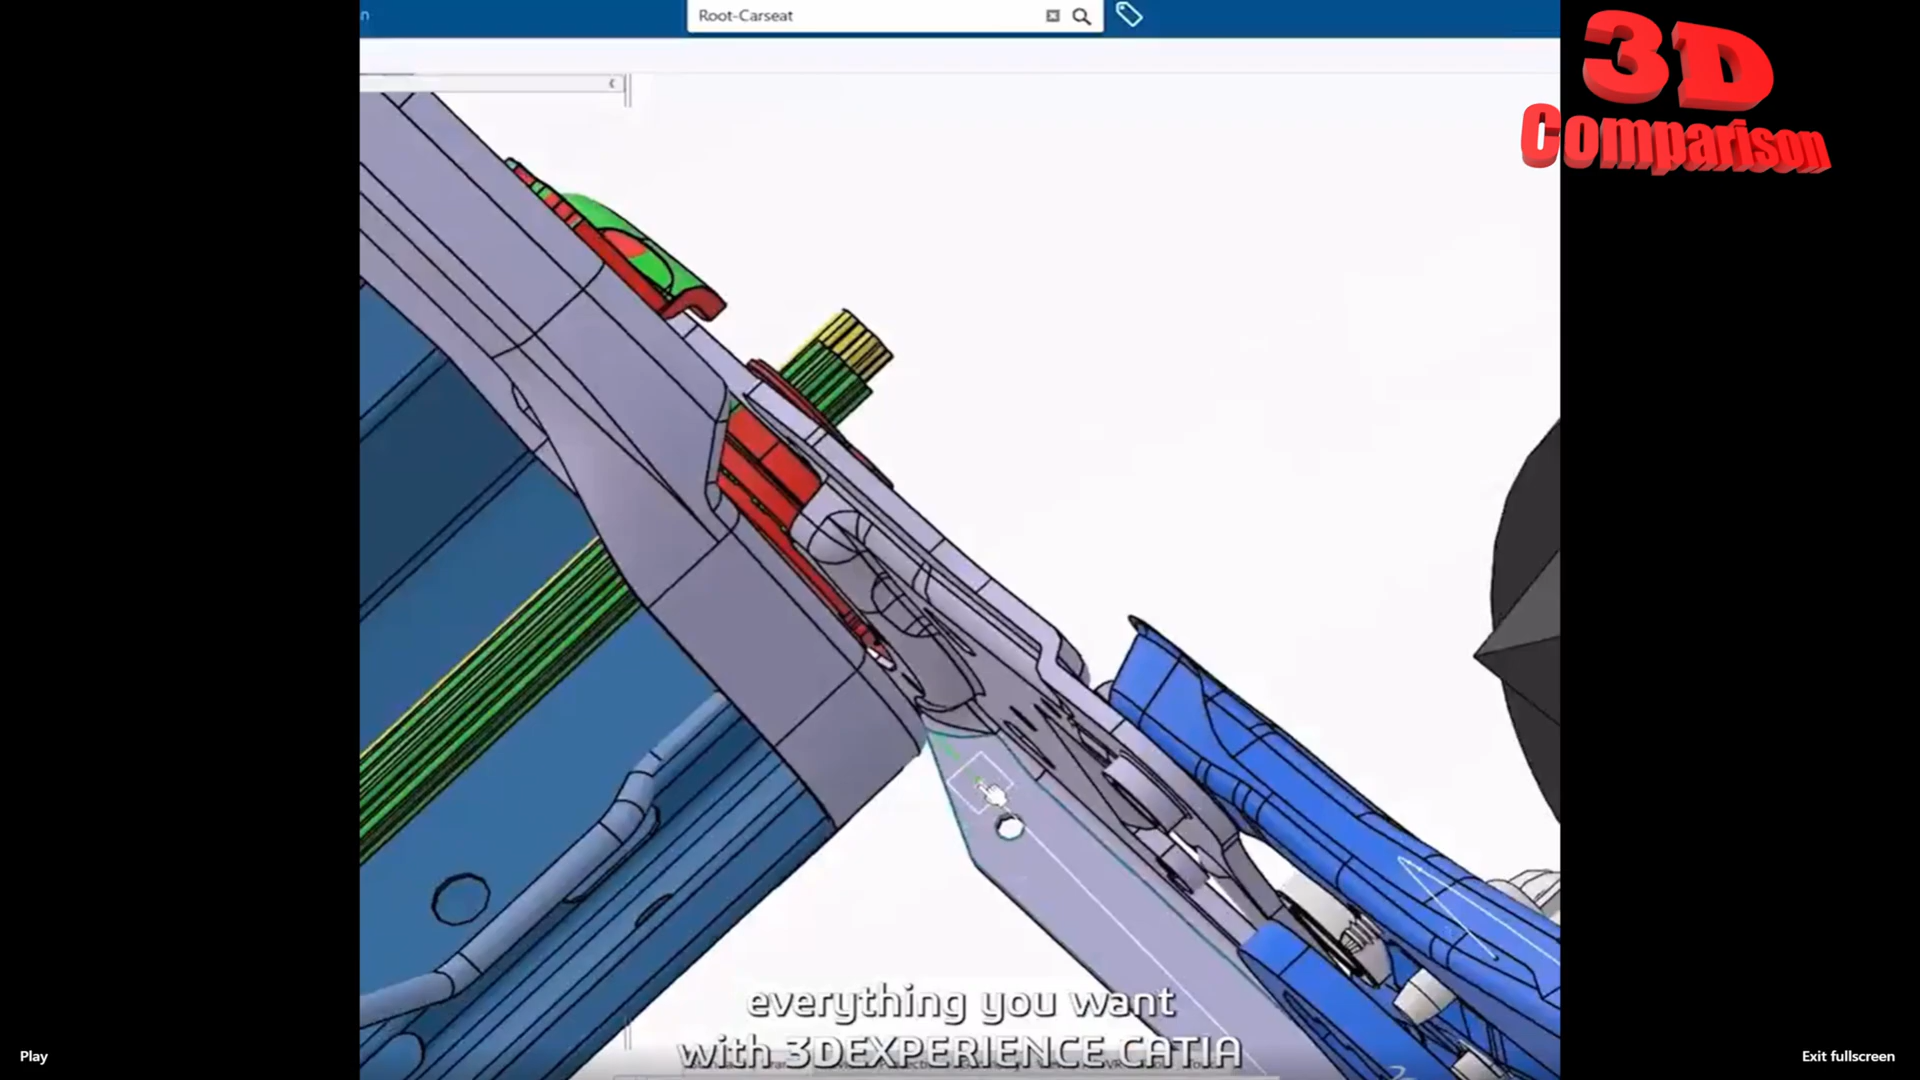 Root-Carseat
3D
Comparison
everything you want
with 3DEXPERIENCE CATIA
Play
Exit fullscreen